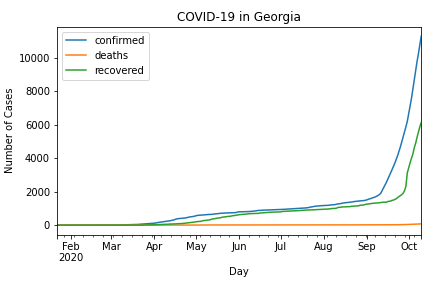 COVID-19 in Georgia
confirmed
deaths
recovered
Number of Cases
10000
8000
6000
4000
2000
0
Feb Mar Apr May Jun Jul Aug Sep Oct
2020
Day